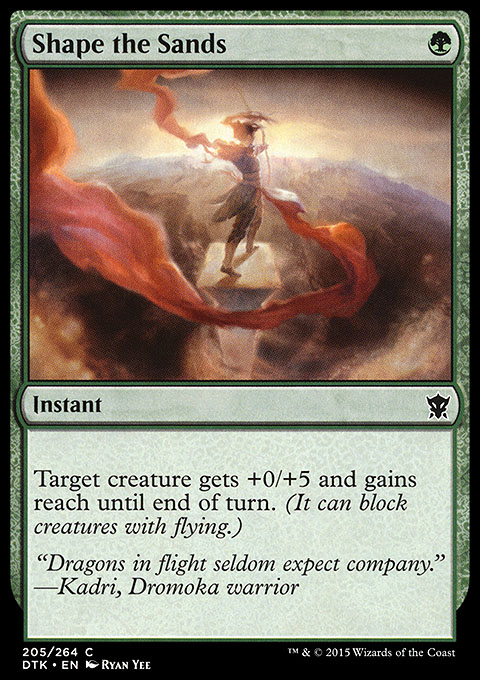 Shape the Sands
Instant
Target creature gets +0/+5 and gains
reach until end of turn. (It can block
creatures with flying.)
“Dragons in flight seldom expect company.”
—Kadri, Dromoka warrior
205/264 C
DTK • EN Ryan Yee
™ & © 2015 Wizards of the Coast